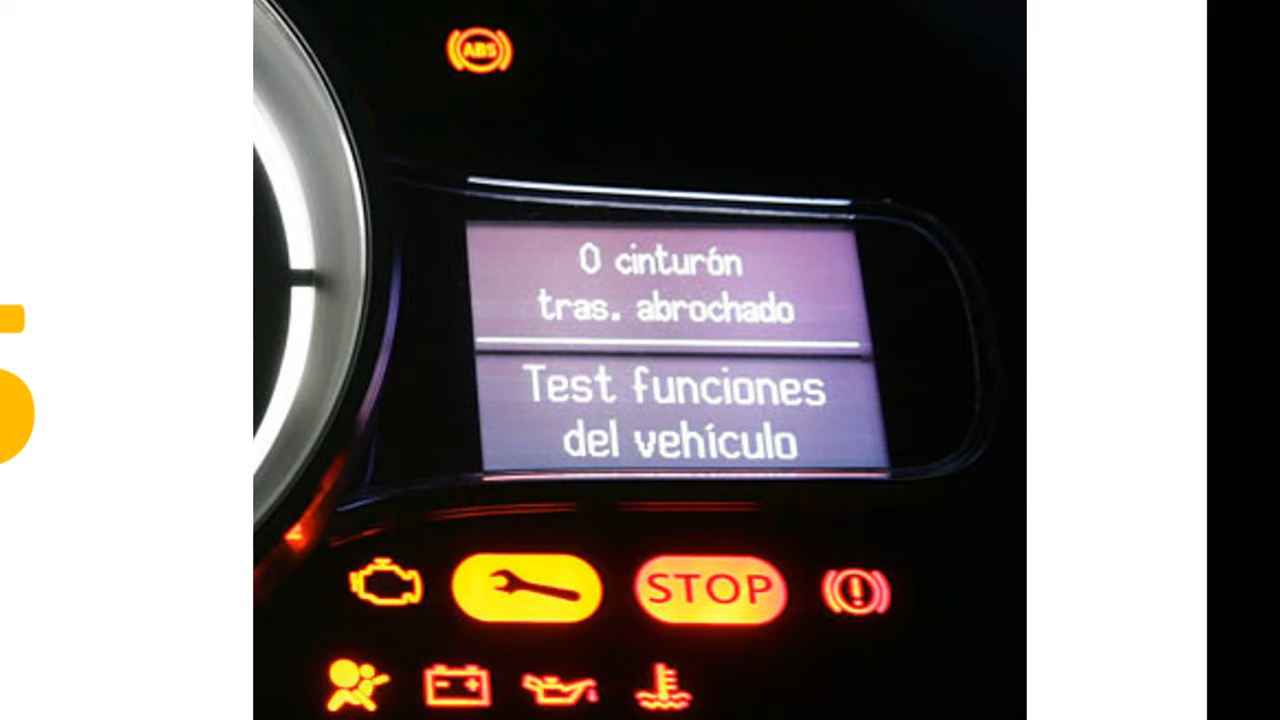 ABS
0 cinturón
tras. abrochado
Test funciones
del vehículo
STOP